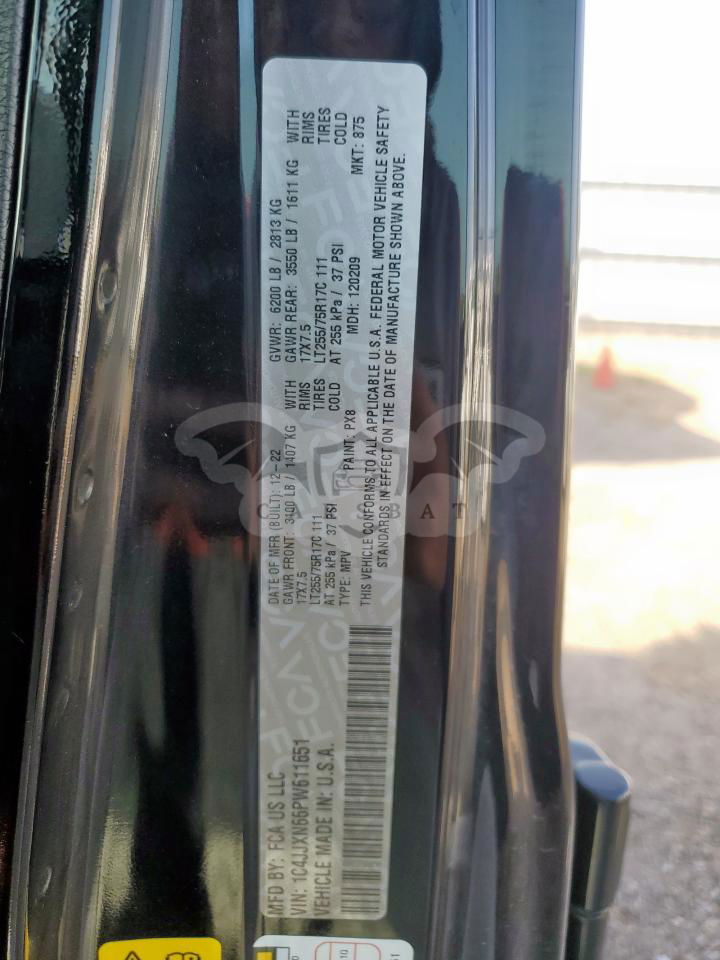 MFD BY: FCA US LLC
DATE OF MFR (BUILT): 12-22
GVWR: 6200 LB / 2813 KG
GAWR FRONT: 3100 LB / 1407 KG WITH
GAWR REAR: 3550 LB / 1611 KG WITH
17X7.5 RIMS
17X7.5 RIMS
LT255/75R17C 111 TIRES
LT255/75R17C 111 TIRES
AT 255 kPa / 37 PSI COLD
AT 255 kPa / 37 PSI COLD
TYPE: MPV PAINT: PX8 MDH: 120209 MKT: 875
VIN: 1C4JJXN66PW611651
VEHICLE MADE IN: U.S.A.
THIS VEHICLE CONFORMS TO ALL APPLICABLE U.S.A. FEDERAL MOTOR VEHICLE SAFETY
STANDARDS IN EFFECT ON THE DATE OF MANUFACTURE SHOWN ABOVE.
FCA